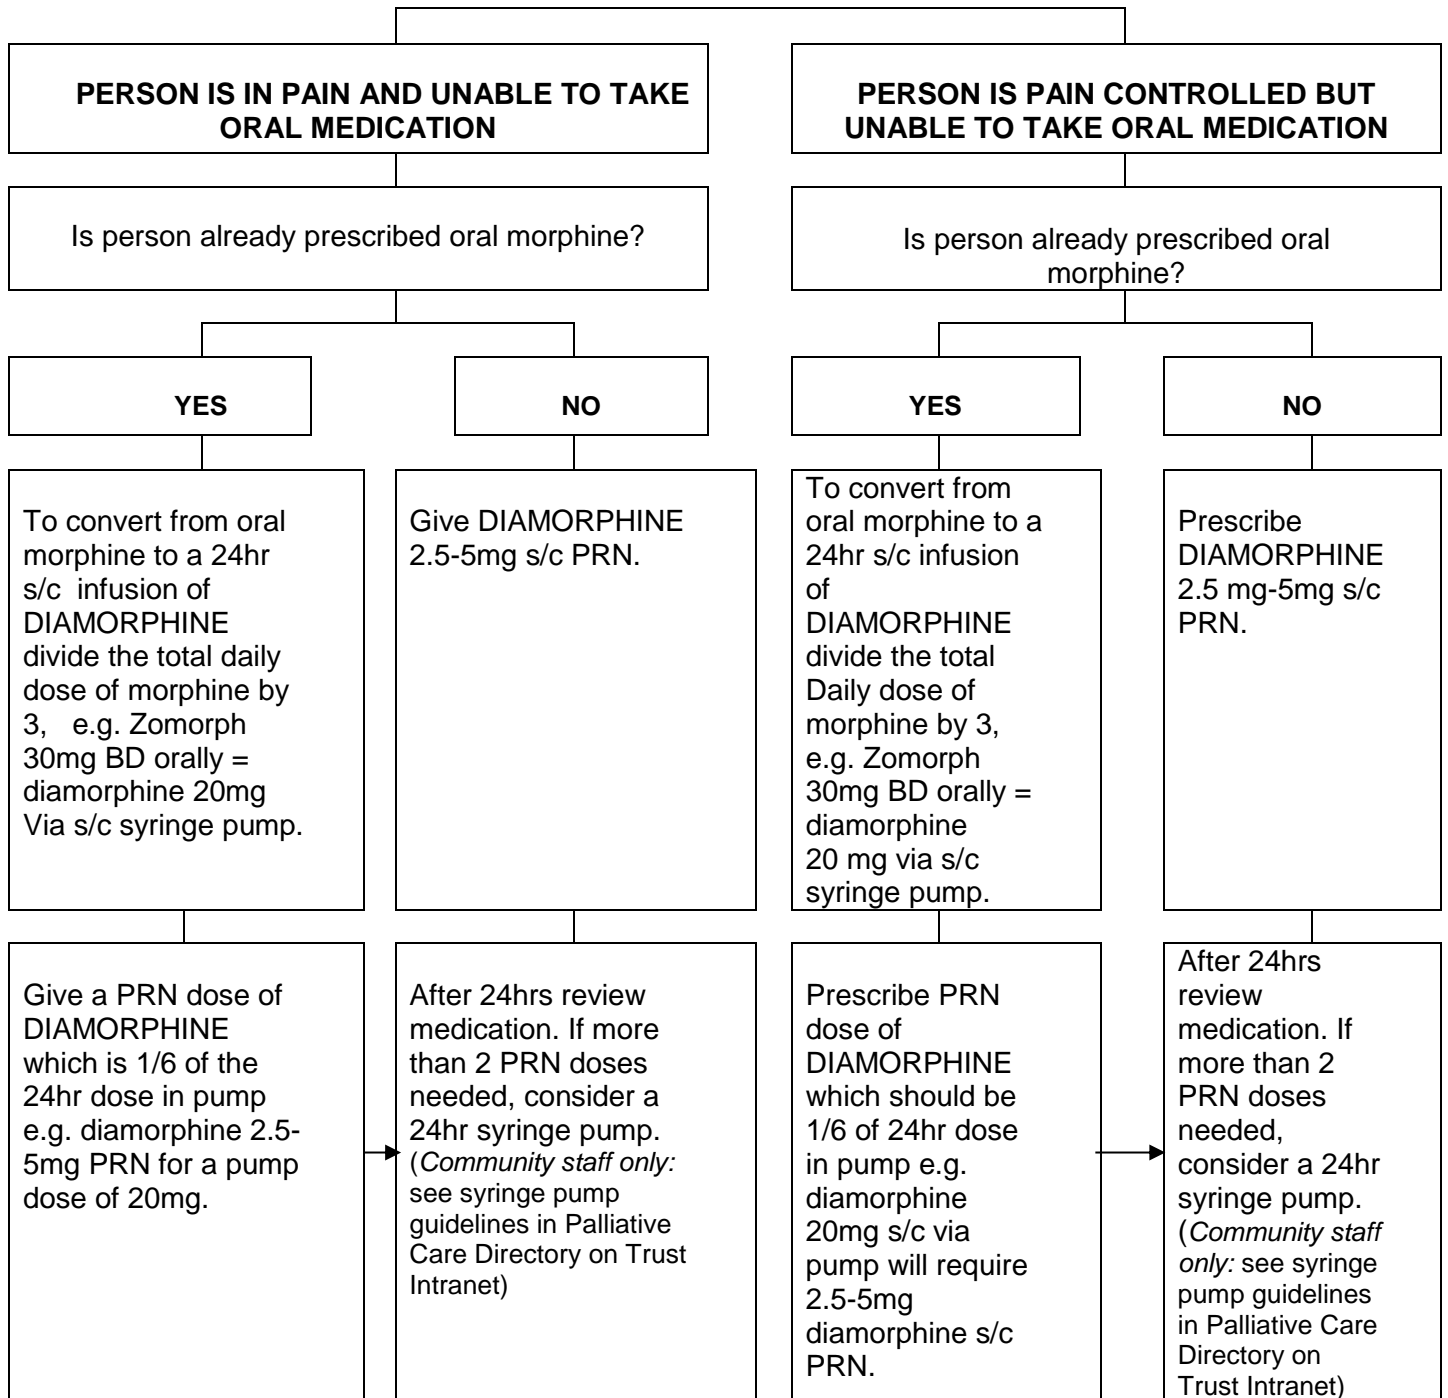 PERSON IS IN PAIN AND UNABLE TO TAKE
ORAL MEDICATION
PERSON IS PAIN CONTROLLED BUT
UNABLE TO TAKE ORAL MEDICATION
Is person already prescribed oral morphine?
Is person already prescribed oral
morphine?
YES
NO
YES
NO
To convert from oral
morphine to a 24hr
s/c infusion of
DIAMORPHINE
divide the total daily
dose of morphine by
3, e.g. Zomorph
30mg BD orally =
diamorphine 20mg
Via s/c syringe pump.
Give DIAMORPHINE
2.5-5mg s/c PRN.
To convert from
oral morphine to a
24hr s/c infusion
of
DIAMORPHINE
divide the total
Daily dose of
morphine by 3,
e.g. Zomorph
30mg BD orally =
diamorphine
20 mg via s/c
syringe pump.
Prescribe
DIAMORPHINE
2.5 mg-5mg s/c
PRN.
Give a PRN dose of
DIAMORPHINE
which is 1/6 of the
24hr dose in pump
e.g. diamorphine 2.5-
5mg PRN for a pump
dose of 20mg.
After 24hrs review
medication. If more
than 2 PRN doses
needed, consider a
24hr syringe pump.
(Community staff only:
see syringe pump
guidelines in Palliative
Care Directory on Trust
Intranet)
Prescribe PRN
dose of
DIAMORPHINE
which should be
1/6 of 24hr dose
in pump e.g.
diamorphine
20mg s/c via
pump will require
2.5-5mg
diamorphine s/c
PRN.
After 24hrs
review
medication. If
more than 2
PRN doses
needed,
consider a 24hr
syringe pump.
(Community staff
only: see syringe
pump guidelines
in Palliative Care
Directory on
Trust Intranet)